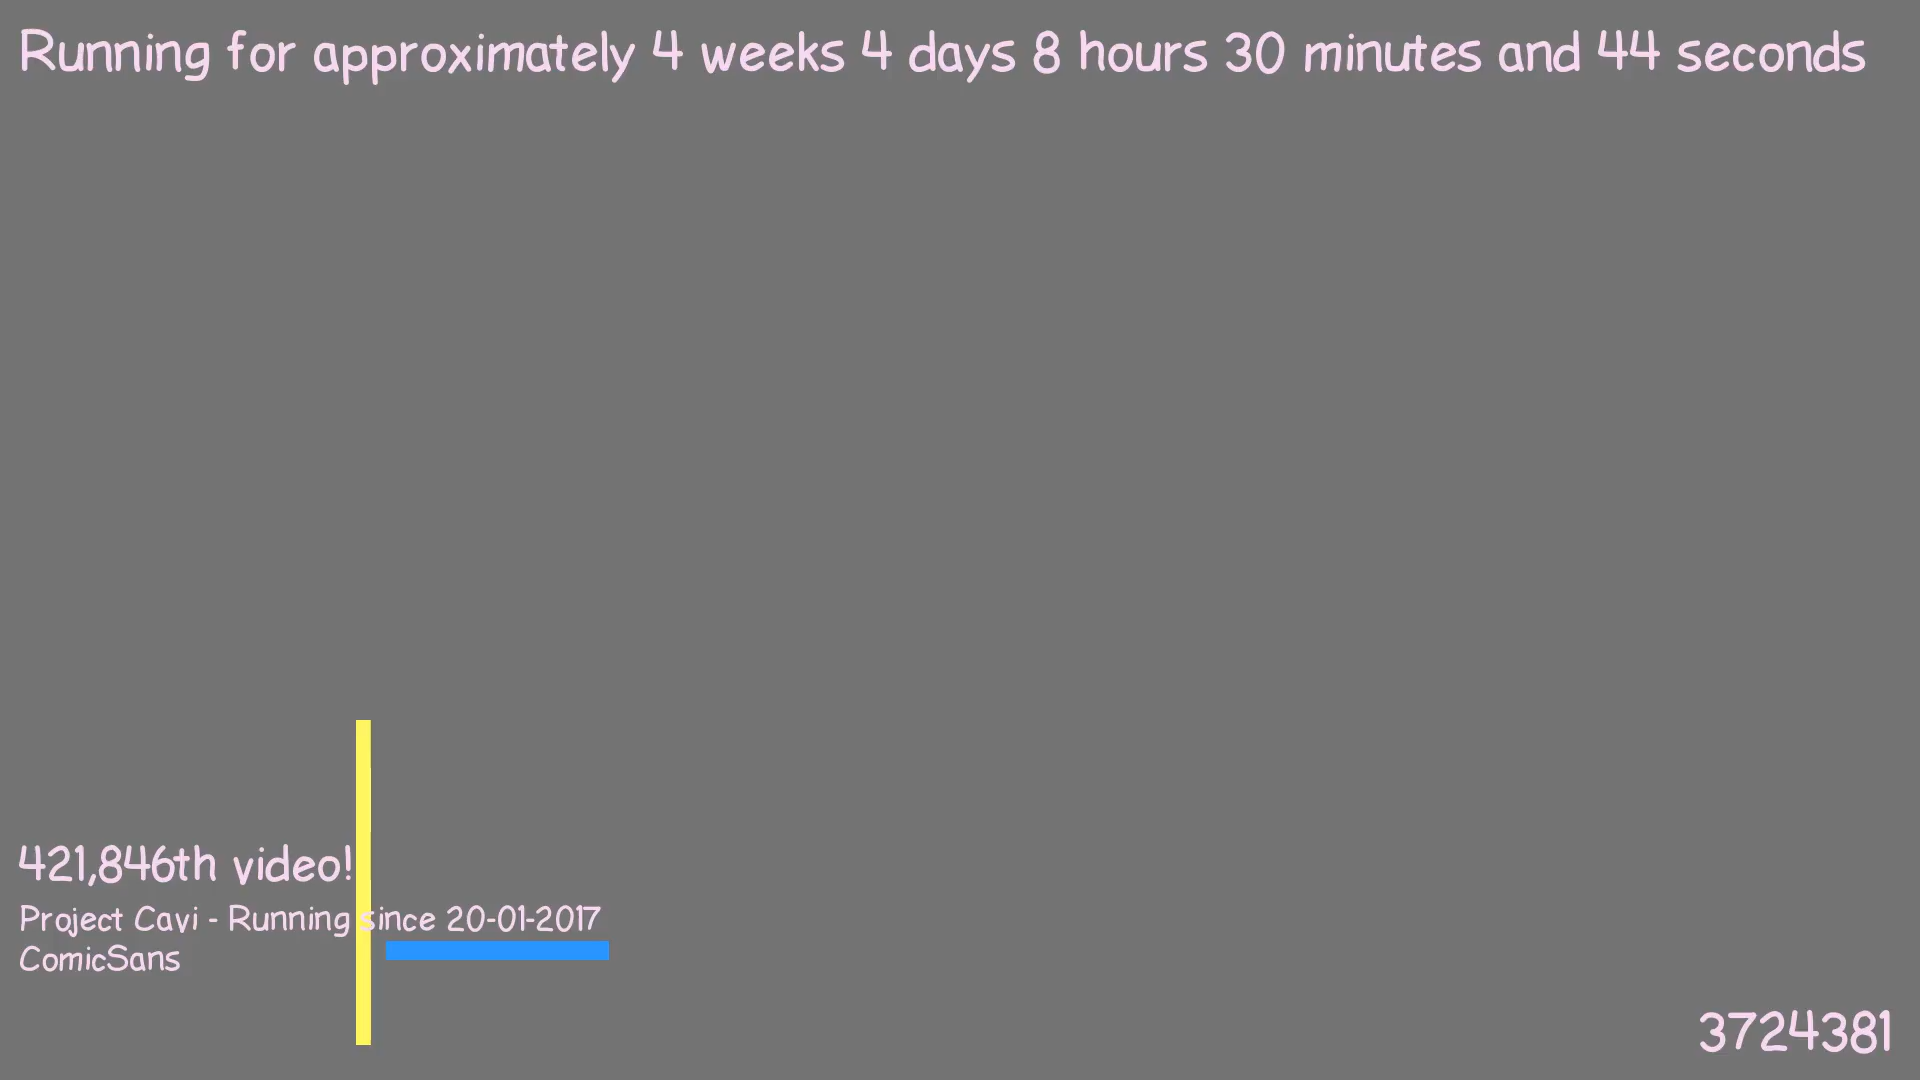 Running for approximately 4 weeks 4 days 8 hours 30 minutes and 44 seconds
421,846th video!
Project Cavi - Running since 20-01-2017
ComicSans
3724381